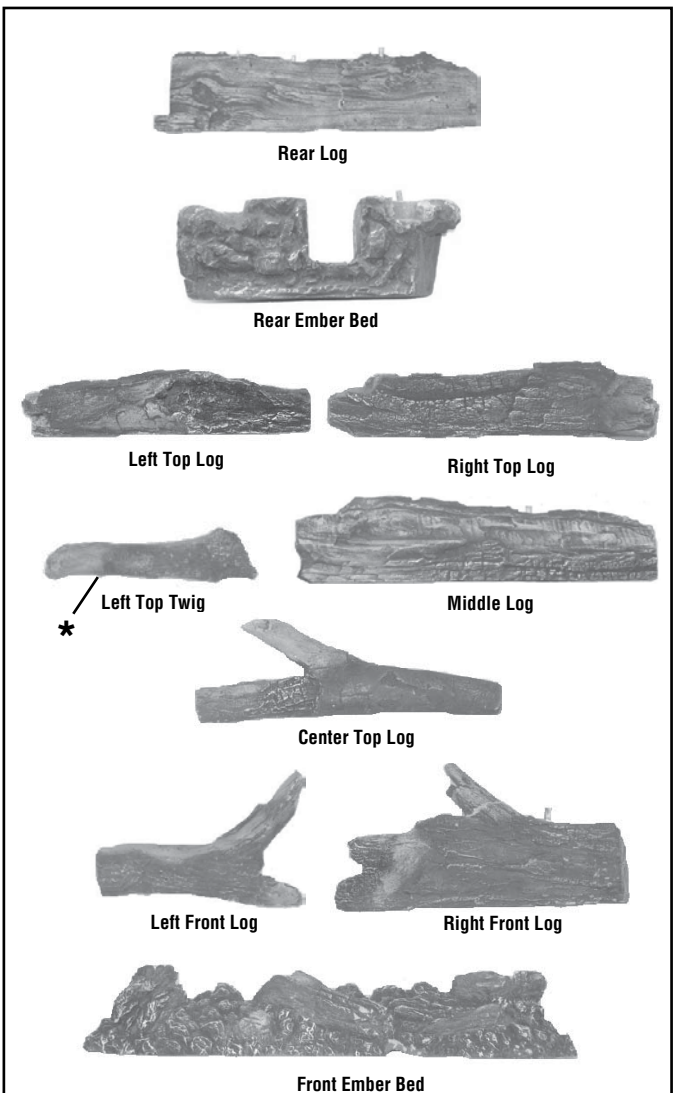 Rear Log
Rear Ember Bed
Left Top Log
Right Top Log
Left Top Twig
*
Middle Log
Center Top Log
Left Front Log
Right Front Log
Front Ember Bed